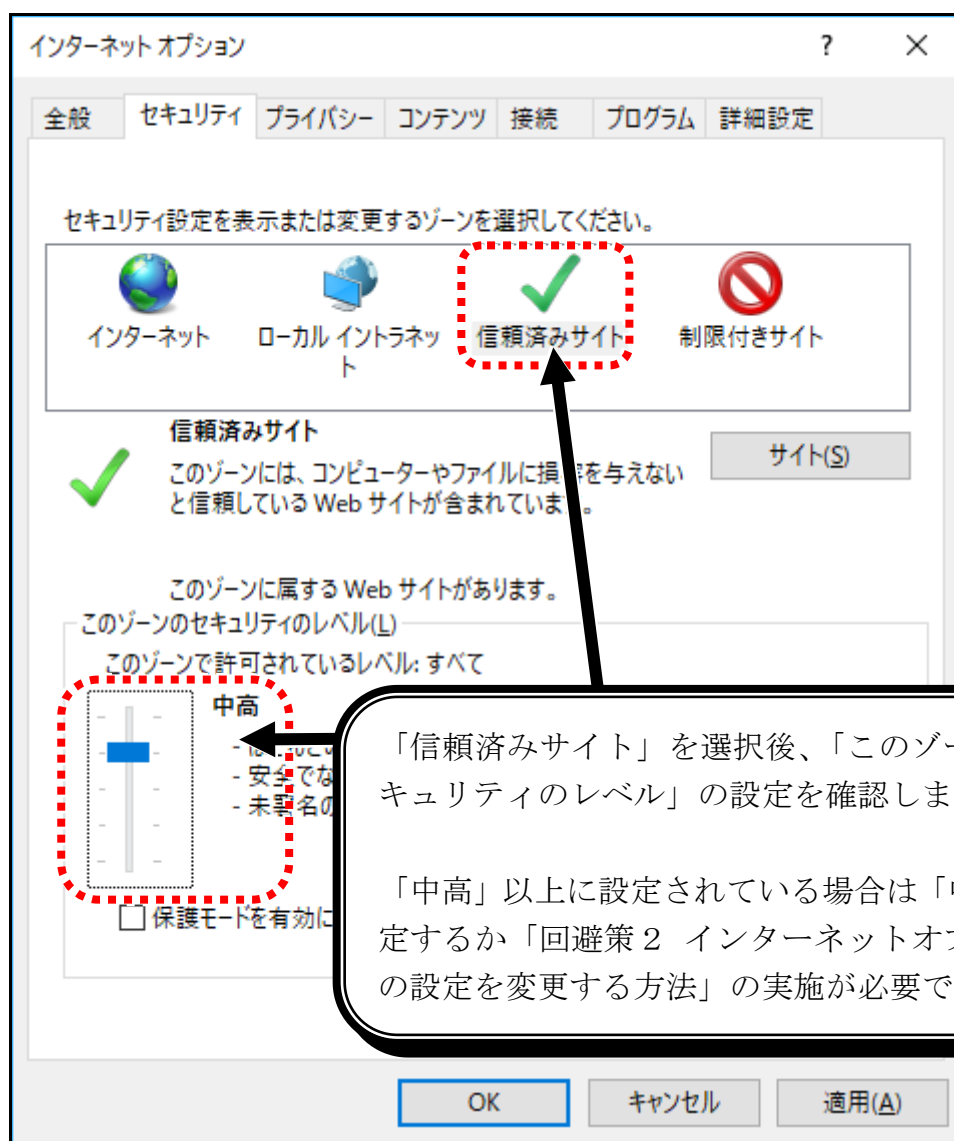 インターネット オプション ? ×
全般 セキュリティ プライバシー コンテンツ 接続 プログラム 詳細設定
セキュリティ設定を表示または変更するゾーンを選択してください。
インターネット ローカル イントラネッ 信頼済みサイト 制限付きサイト
ト
信頼済みサイト
サイト(S)
このゾーンには、コンピューターやファイルに損 を与えない
と信頼している Web サイトが含まれていま 。
このゾーンに属する Web サイトがあります。
このゾーンのセキュリティのレベル(L)
このゾーンで許可されているレベル: すべて
中高
- 安全でな
- 未署名の
保護モードを有効に
「信頼済みサイト」を選択後、「このゾー
キュリティのレベル」の設定を確認しま
「中高」以上に設定されている場合は「
定するか「回避策２ インターネットオプ
の設定を変更する方法」の実施が必要で
OK キャンセル 適用(A)